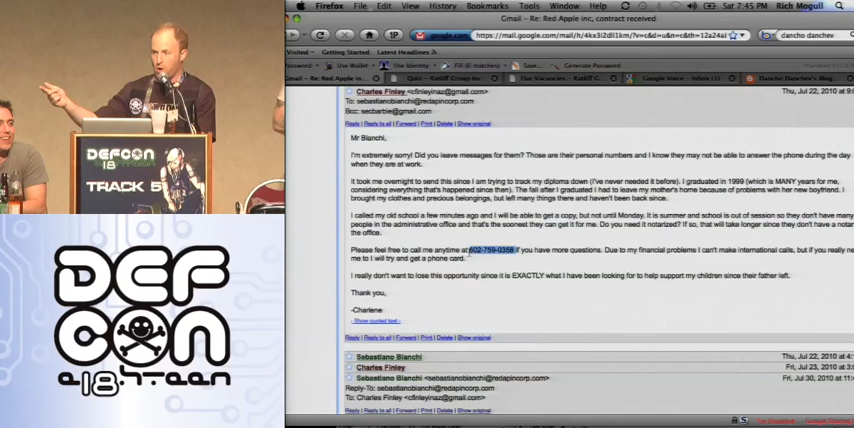 DEFCON
TRACK 5
DEF
CON
e18hteen
Firefox File Edit View History Bookmarks Tools Window Help Sat 7:45 PM Rich Mogull
Gmail – Re: Red Apple inc, contract received
google.com https://mail.google.com/mail/h/ dancho danchev
Visited Getting Started Latest Headlines
Password Use Wallet Use Identity Fill (6 matches) Save... Generate Password
Gmail – Re: Red Apple in... Quiz – Ratliff Group Inc. Our Vacancies – Ratliff G... Google Voice – Inbox (1) Dancho Danchev's Blog
Charles Finley <cfinleyinaz@gmail.com> Thu, Jul 22, 2010 at 9:
To: sebastianobianchi@redapincorp.com
Bcc: secbarbie@gmail.com
Reply | Reply to all | Forward | Print | Delete | Show original
Mr Bianchi,
I'm extremely sorry! Did you leave messages for them? Those are their personal numbers and I know they may not be able to answer the phone during the day
when they are at work.
It took me overnight to send this since I am trying to track my diploma down (I've never needed it before). I graduated in 1999 (which is MANY years for me,
considering everything that's happened since then). The fall after I graduated I had to leave my mother's home because of problems with her new boyfriend. I
brought my clothes and precious belongings, but left many things there and haven't been back since.
I called my old school a few minutes ago and I will be able to get a copy, but not until Monday. It is summer and school is out of session so they don't have many
people in the administrative office and that's the soonest they can get it for me. Do you need it notarized? If so, that will take longer since they don't have a notar
the office.
Please feel free to call me anytime at 602-759-0358 if you have more questions. Due to my financial problems I can't make international calls, but if you really ne
me to I will try and get a phone card.
I really don't want to lose this opportunity since it is EXACTLY what I have been looking for to help support my children since their father left.
Thank you,
-Charlene
- Show quoted text -
Reply | Reply to all | Forward | Print | Delete | Show original
Sebastiano Bianchi Thu, Jul 22, 2010 at 4:
Charles Finley Fri, Jul 23, 2010 at 3:
Sebastiano Bianchi <sebastianobianchi@redapincorp.com> Fri, Jul 30, 2010 at 11:
Reply-To: sebastianobianchi@redapincorp.com
To: Charles Finley <cfinleyinaz@gmail.com>
Reply | Reply to all | Forward | Print | Delete | Show original